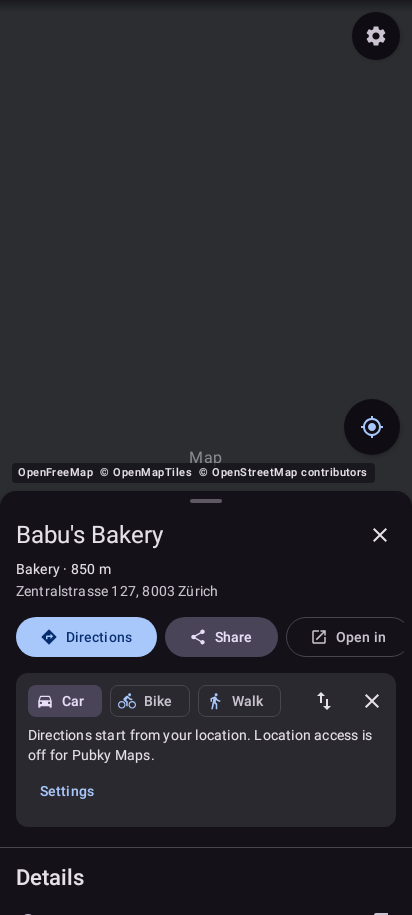 Map
OpenFreeMap © OpenMapTiles © OpenStreetMap contributors
Babu's Bakery
Bakery · 850 m
Zentralstrasse 127, 8003 Zürich
Directions Share Open in
Car Bike Walk
Directions start from your location. Location access is
off for Pubky Maps.
Settings
Details